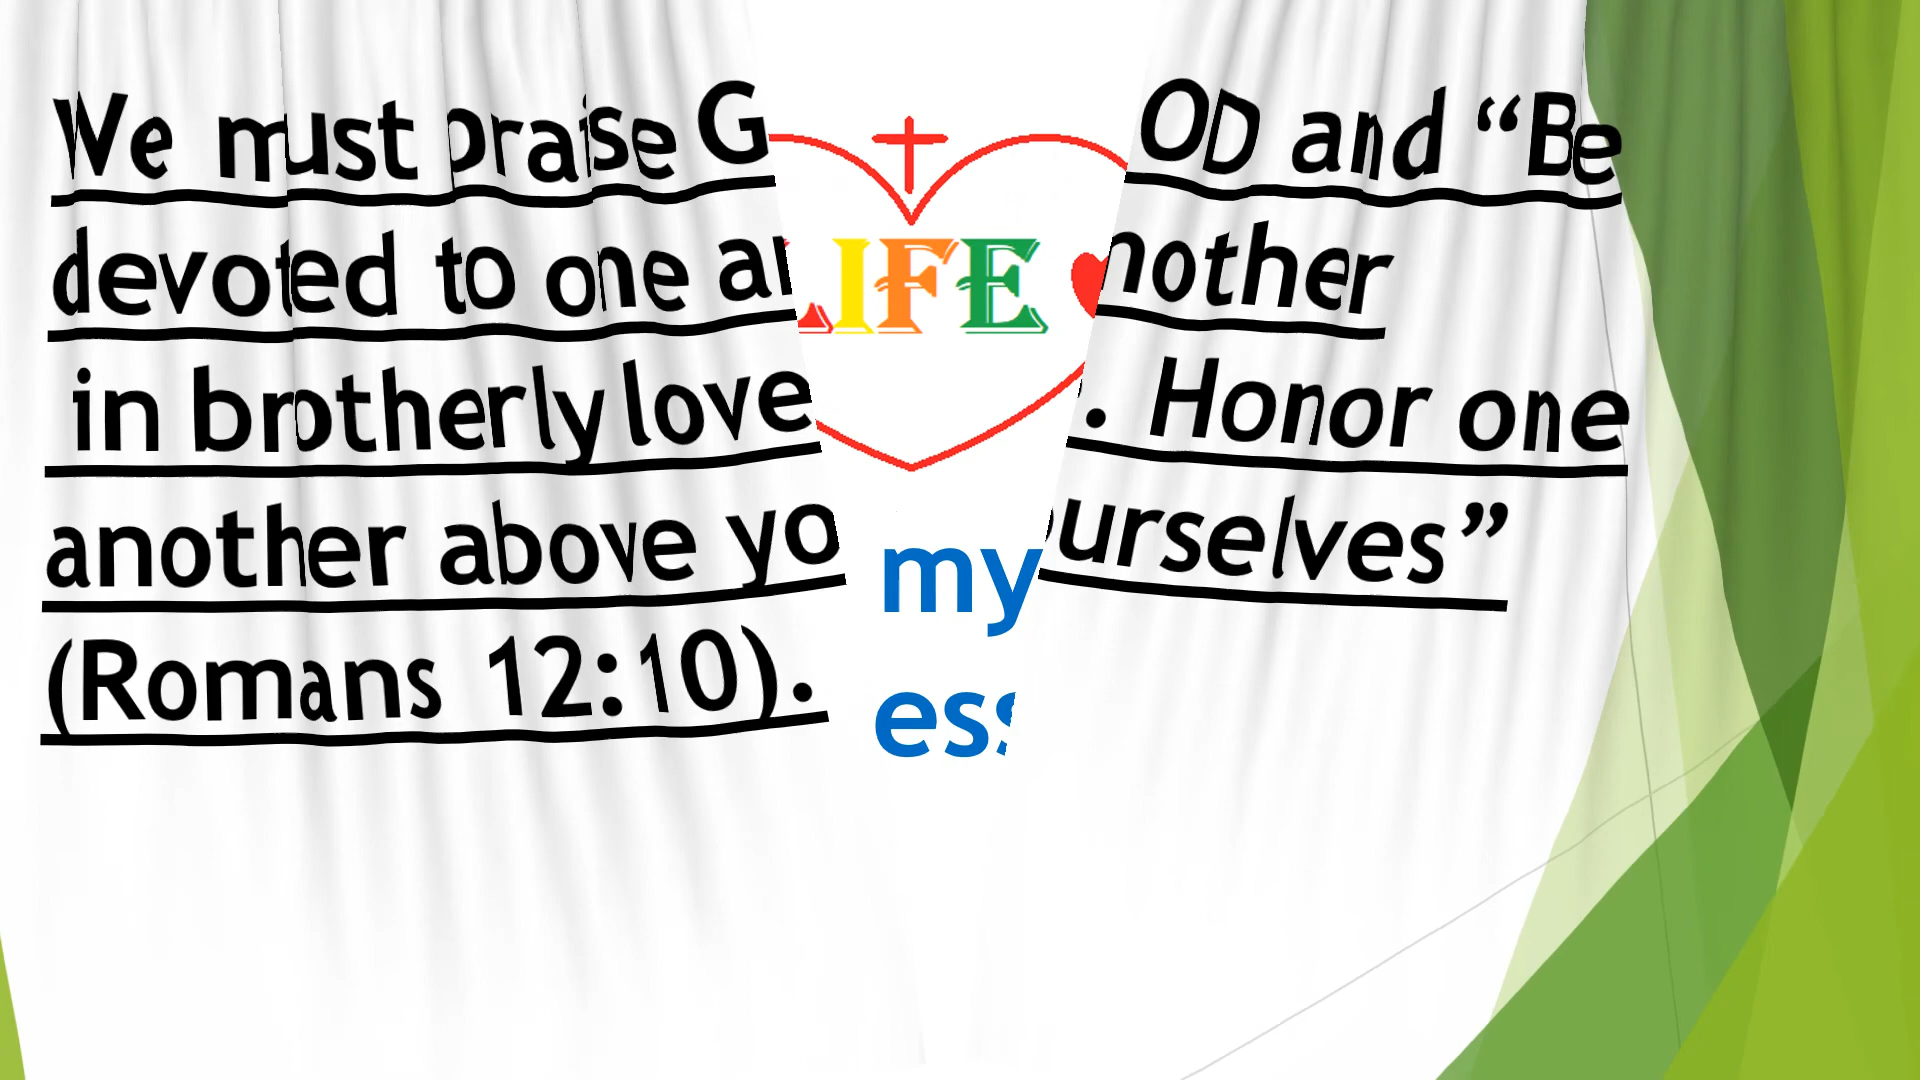 We must praise GOD and “Be
devoted to one another
in brotherly love. Honor one
another above yourselves”
(Romans 12:10).
LIFE
my